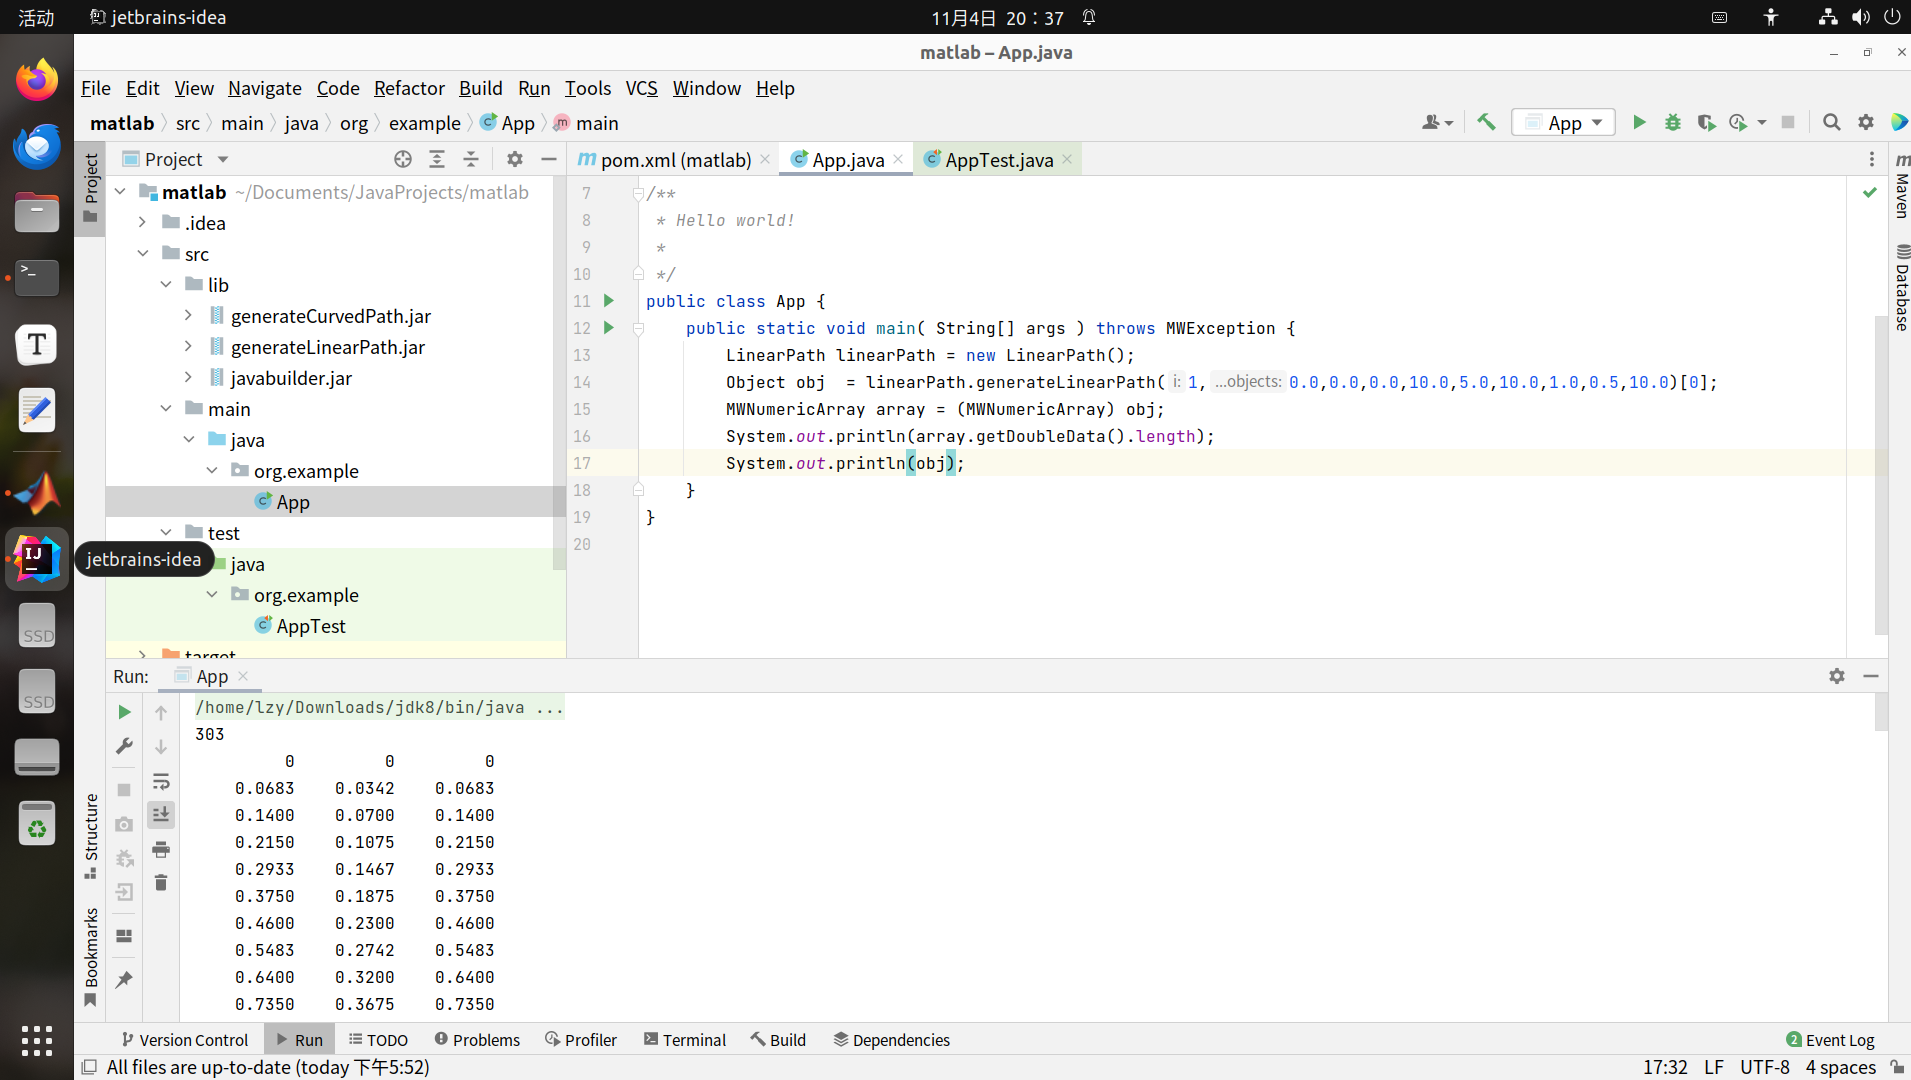 活动 jetbrains-idea 11月4日 20：37
matlab – App.java
File Edit View Navigate Code Refactor Build Run Tools VCS Window Help
matlab src main java org example App main App
Project pom.xml (matlab) App.java AppTest.java
Project
Maven
Database
matlab ~/Documents/JavaProjects/matlab
.idea
src
lib
generateCurvedPath.jar
generateLinearPath.jar
javabuilder.jar
main
java
org.example
App
test
jetbrains-idea
java
org.example
AppTest
target
7 /**
8 * Hello world!
9 *
10 */
11 public class App {
12 public static void main( String[] args ) throws MWException {
13 LinearPath linearPath = new LinearPath();
14 Object obj  = linearPath.generateLinearPath( i: 1, ...objects: 0.0,0.0,0.0,10.0,5.0,10.0,1.0,0.5,10.0)[0];
15 MWNumericArray array = (MWNumericArray) obj;
16 System.out.println(array.getDoubleData().length);
17 System.out.println(obj);
18 }
19 }
20
SSD
SSD
Run: App
/home/lzy/Downloads/jdk8/bin/java ...
303
0 0 0
0.0683 0.0342 0.0683
0.1400 0.0700 0.1400
0.2150 0.1075 0.2150
0.2933 0.1467 0.2933
0.3750 0.1875 0.3750
0.4600 0.2300 0.4600
0.5483 0.2742 0.5483
0.6400 0.3200 0.6400
0.7350 0.3675 0.7350
Structure
Bookmarks
Version Control Run TODO Problems Profiler Terminal Build Dependencies 2 Event Log
All files are up-to-date (today 下午5:52) 17:32 LF UTF-8 4 spaces